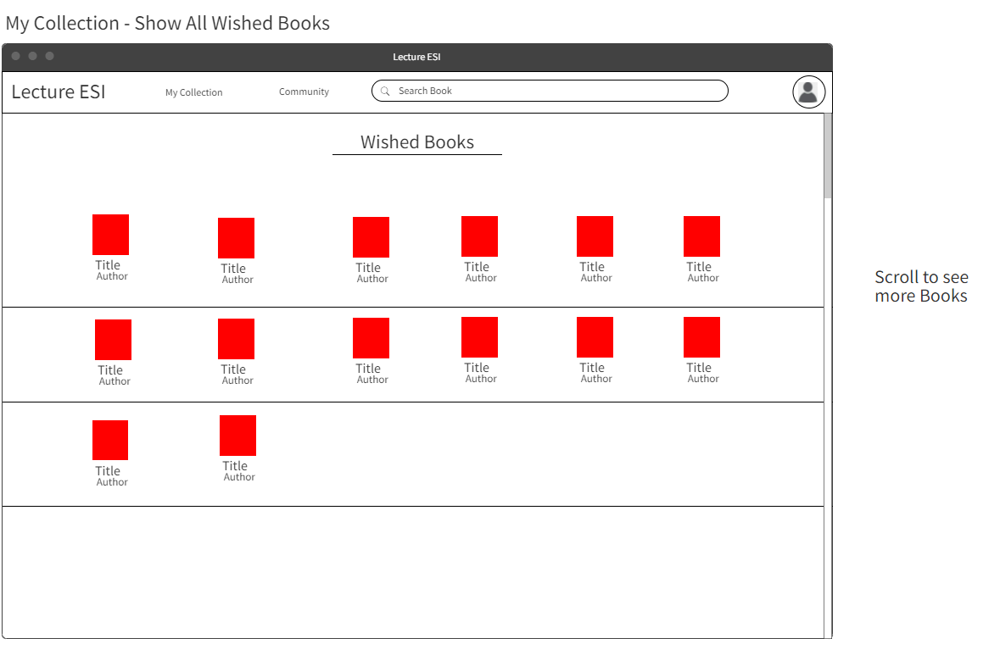 My Collection - Show All Wished Books
Lecture ESI
Lecture ESI
My Collection
Community
Search Book
Wished Books
Title
Author
Title
Author
Title
Author
Title
Author
Title
Author
Title
Author
Scroll to see
more Books
Title
Author
Title
Author
Title
Author
Title
Author
Title
Author
Title
Author
Title
Author
Title
Author